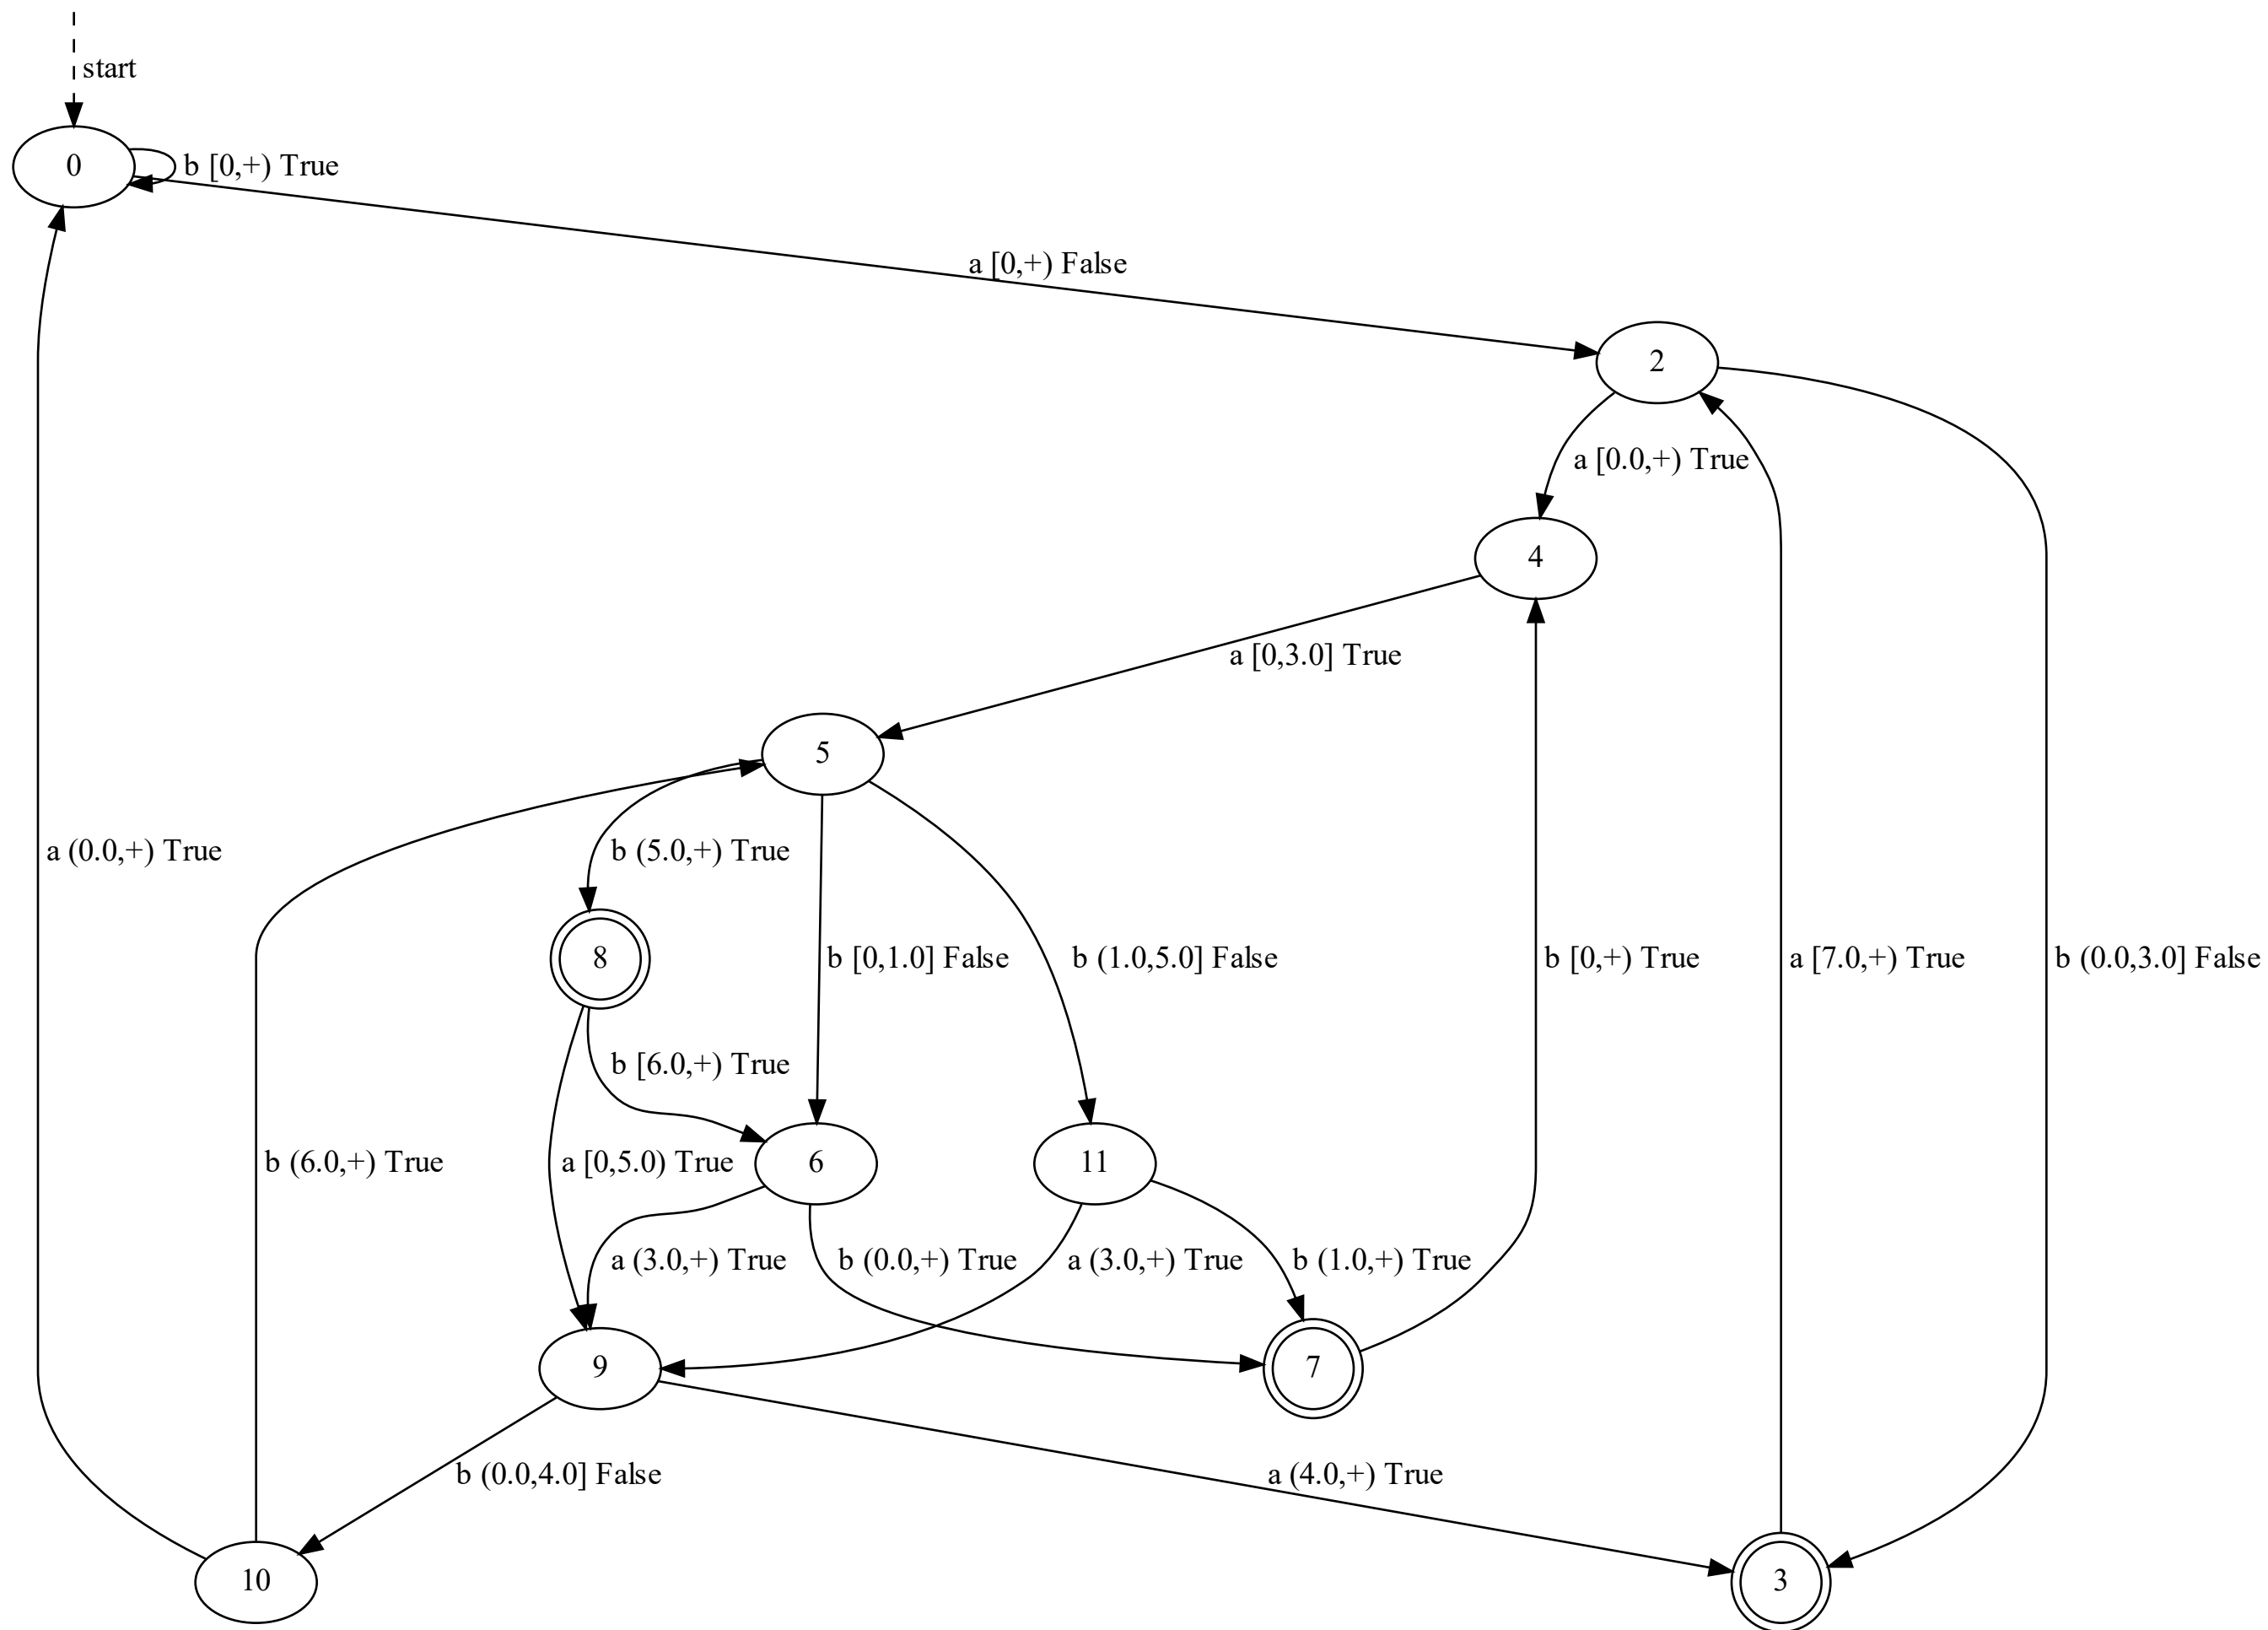 start
0
b [0,+) True
a [0,+) False
2
a [0.0,+) True
4
a [0,3.0] True
5
a (0.0,+) True
b (5.0,+) True
8
b [0,1.0] False
b (1.0,5.0] False
b [0,+) True
a [7.0,+) True
b (0.0,3.0] False
b [6.0,+) True
b (6.0,+) True
a [0,5.0) True
6
11
a (3.0,+) True
b (0.0,+) True
a (3.0,+) True
b (1.0,+) True
9
7
b (0.0,4.0] False
a (4.0,+) True
10
3